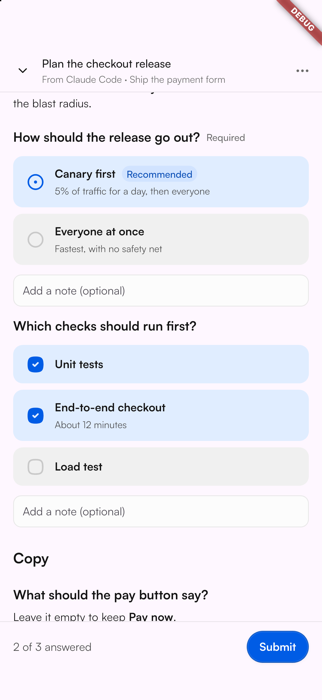 DEBUG
Plan the checkout release
From Claude Code • Ship the payment form
the blast radius.
How should the release go out? Required
Canary first Recommended
5% of traffic for a day, then everyone
Everyone at once
Fastest, with no safety net
Add a note (optional)
Which checks should run first?
Unit tests
End-to-end checkout
About 12 minutes
Load test
Add a note (optional)
Copy
What should the pay button say?
Leave it empty to keep Pay now.
2 of 3 answered
Submit